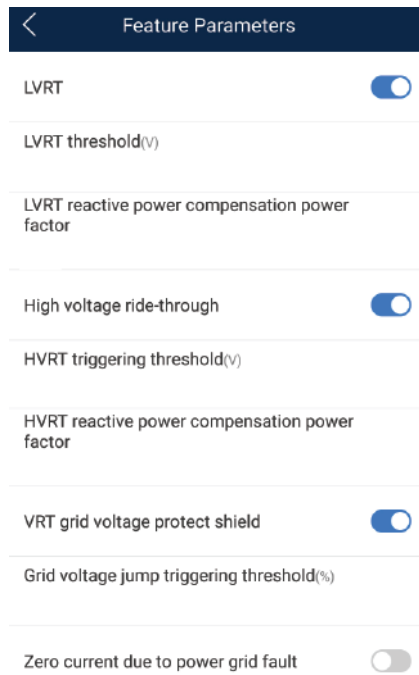 Feature Parameters
LVRT
LVRT threshold(V)
LVRT reactive power compensation power
factor
High voltage ride-through
HVRT triggering threshold(V)
HVRT reactive power compensation power
factor
VRT grid voltage protect shield
Grid voltage jump triggering threshold(%)
Zero current due to power grid fault